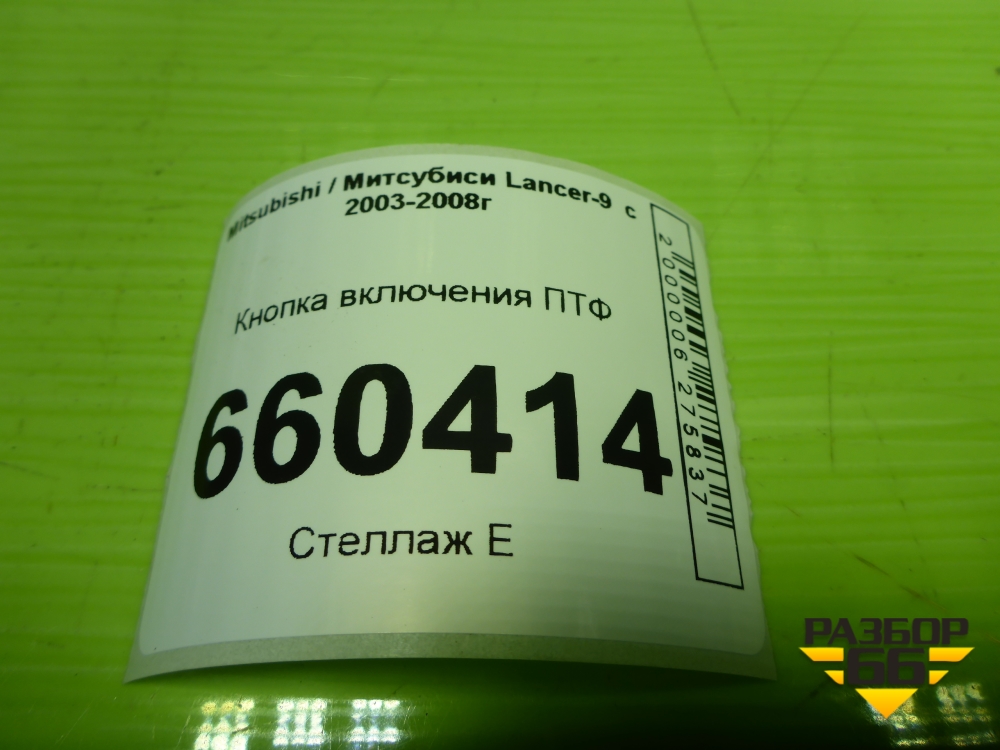 Mitsubishi / Митсубиси Lancer-9 с
2003-2008г
Кнопка включения ПТФ
660414
Стеллаж Е
2000006275837
РАЗБОР
66